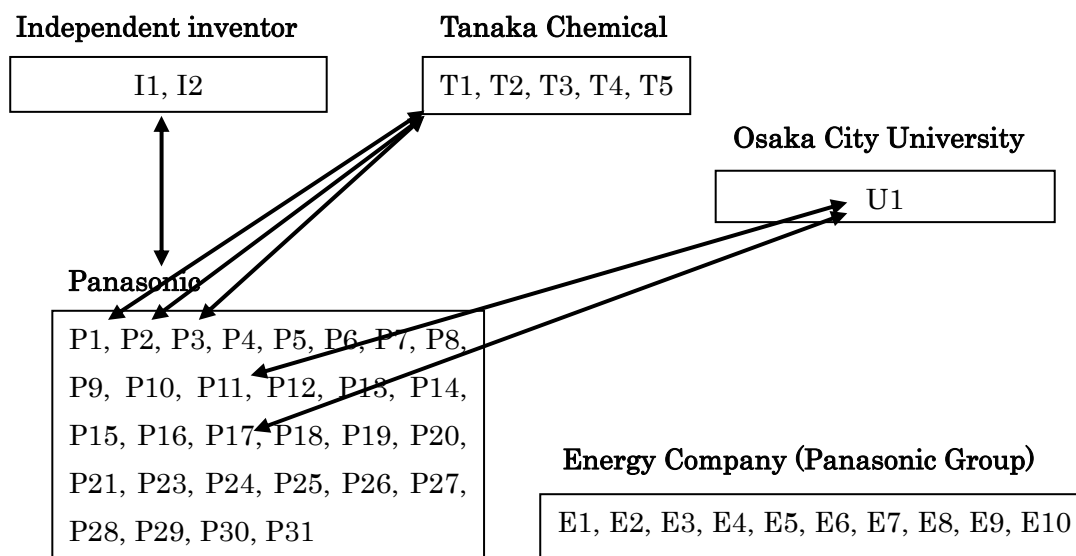 Independent inventor
I1, I2
Tanaka Chemical
T1, T2, T3, T4, T5
Osaka City University
U1
Panasonic
P1, P2, P3, P4, P5, P6, P7, P8,
P9, P10, P11, P12, P13, P14,
P15, P16, P17, P18, P19, P20,
P21, P23, P24, P25, P26, P27,
P28, P29, P30, P31
Energy Company (Panasonic Group)
E1, E2, E3, E4, E5, E6, E7, E8, E9, E10